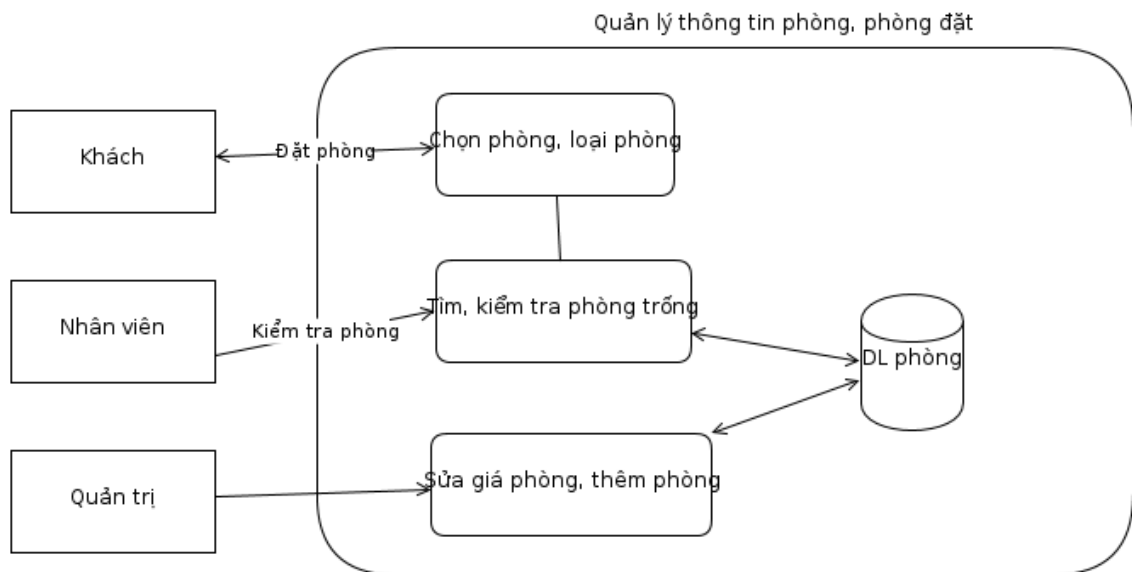 Quản lý thông tin phòng, phòng đặt
Khách
Đặt phòng
Chọn phòng, loại phòng
Nhân viên
Kiểm tra phòng
Tìm, kiểm tra phòng trống
DL phòng
Quản trị
Sửa giá phòng, thêm phòng